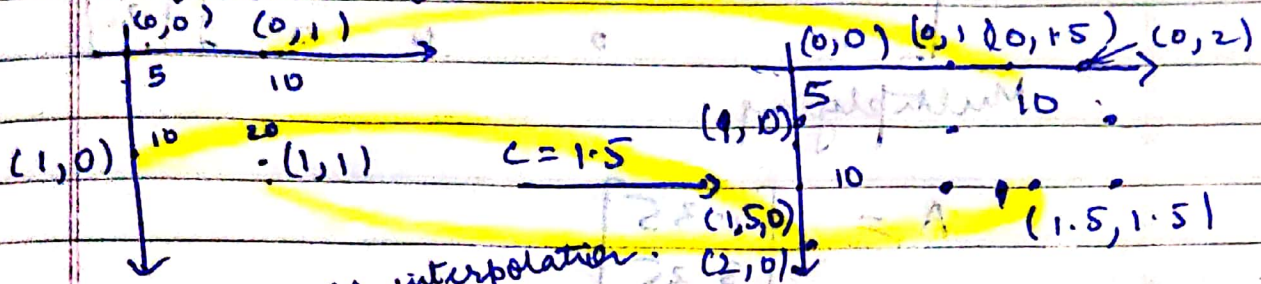 (0,0) (0,1) (0,0) (0,1) (0,1.5) (0,2)
5 10 5 10
10 20 (1,0)
(1,0) (1,1) C = 1.5 10
(1.5,0) (1.5,1.5)
interpolation. (2,0)